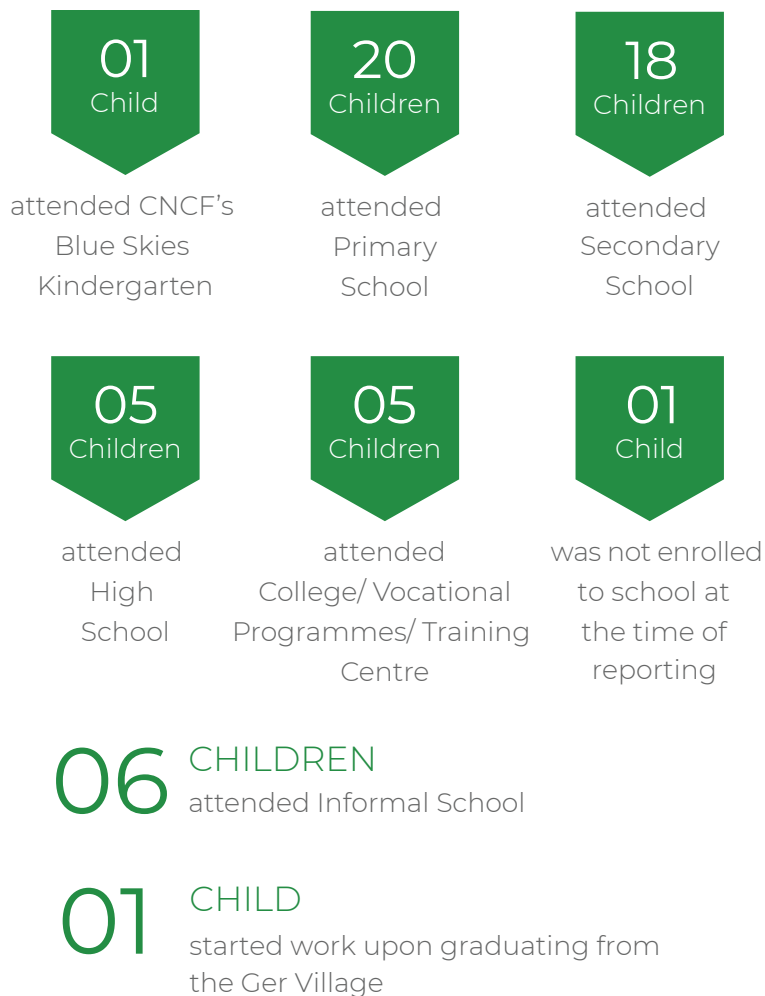 01
Child
attended CNCF’s
Blue Skies
Kindergarten
20
Children
attended
Primary
School
18
Children
attended
Secondary
School
05
Children
attended
High
School
05
Children
attended
College/ Vocational
Programmes/ Training
Centre
01
Child
was not enrolled
to school at
the time of
reporting
06
CHILDREN
attended Informal School
01
CHILD
started work upon graduating from
the Ger Village